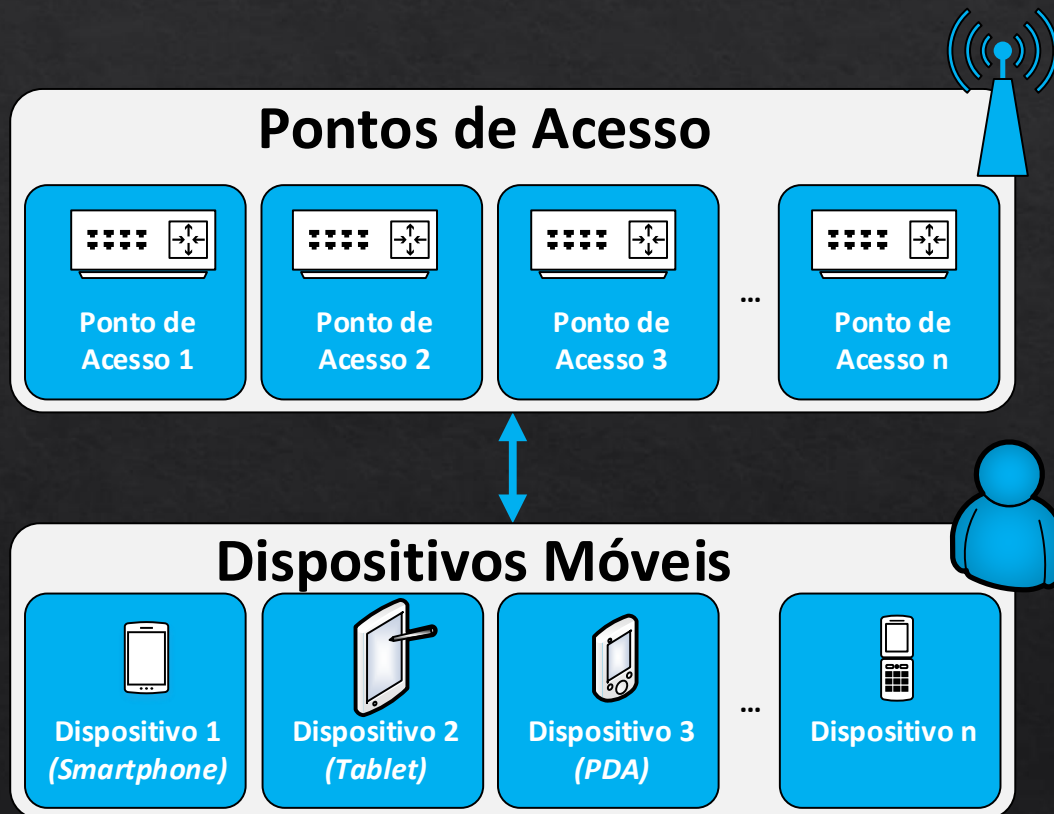 Pontos de Acesso
Ponto de
Acesso 1
Ponto de
Acesso 2
Ponto de
Acesso 3
...
Ponto de
Acesso n
Dispositivos Móveis
Dispositivo 1
(Smartphone)
Dispositivo 2
(Tablet)
Dispositivo 3
(PDA)
...
Dispositivo n